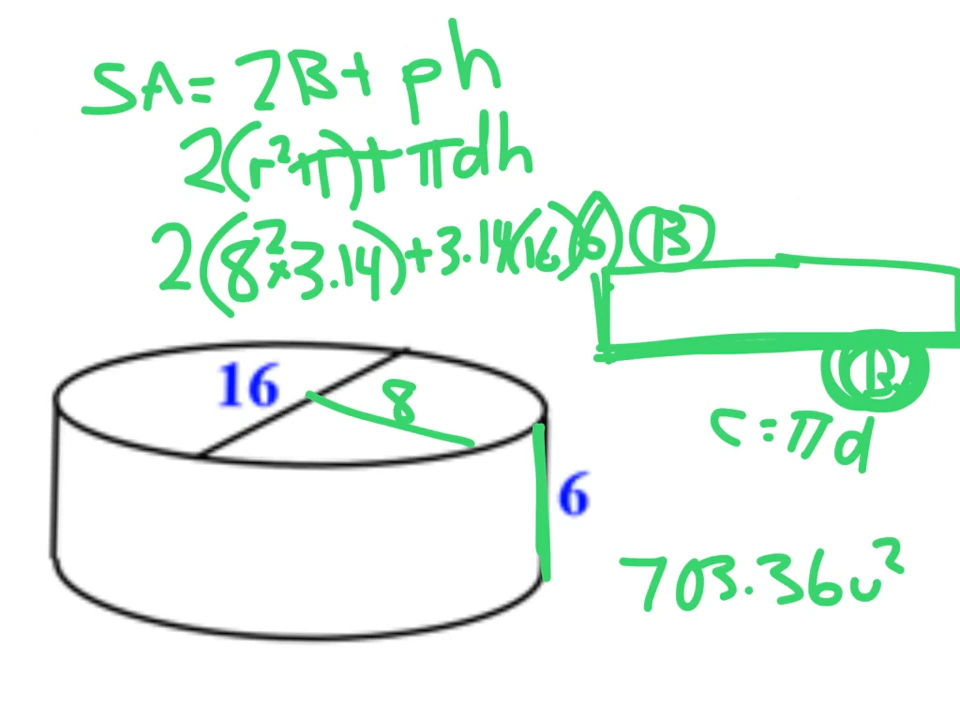 SA = 2B + ph
2(r²π) + πdh
2(8² × 3.14) + 3.14(16)(6)
B
B
16
8
C = πd
6
703.36u²